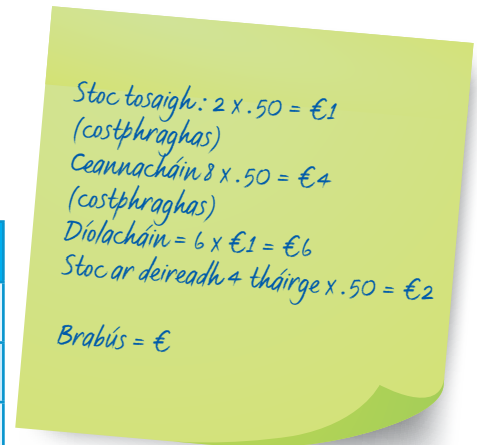 Stoc tosaigh: 2 x .50 = €1
(costphraghas)
Ceannacháin 8 x .50 = €4
(costphraghas)
Díolacháin = 6 x €1 = €6
Stoc ar deireadh 4 tháirge x .50 = €2
Brabús = €